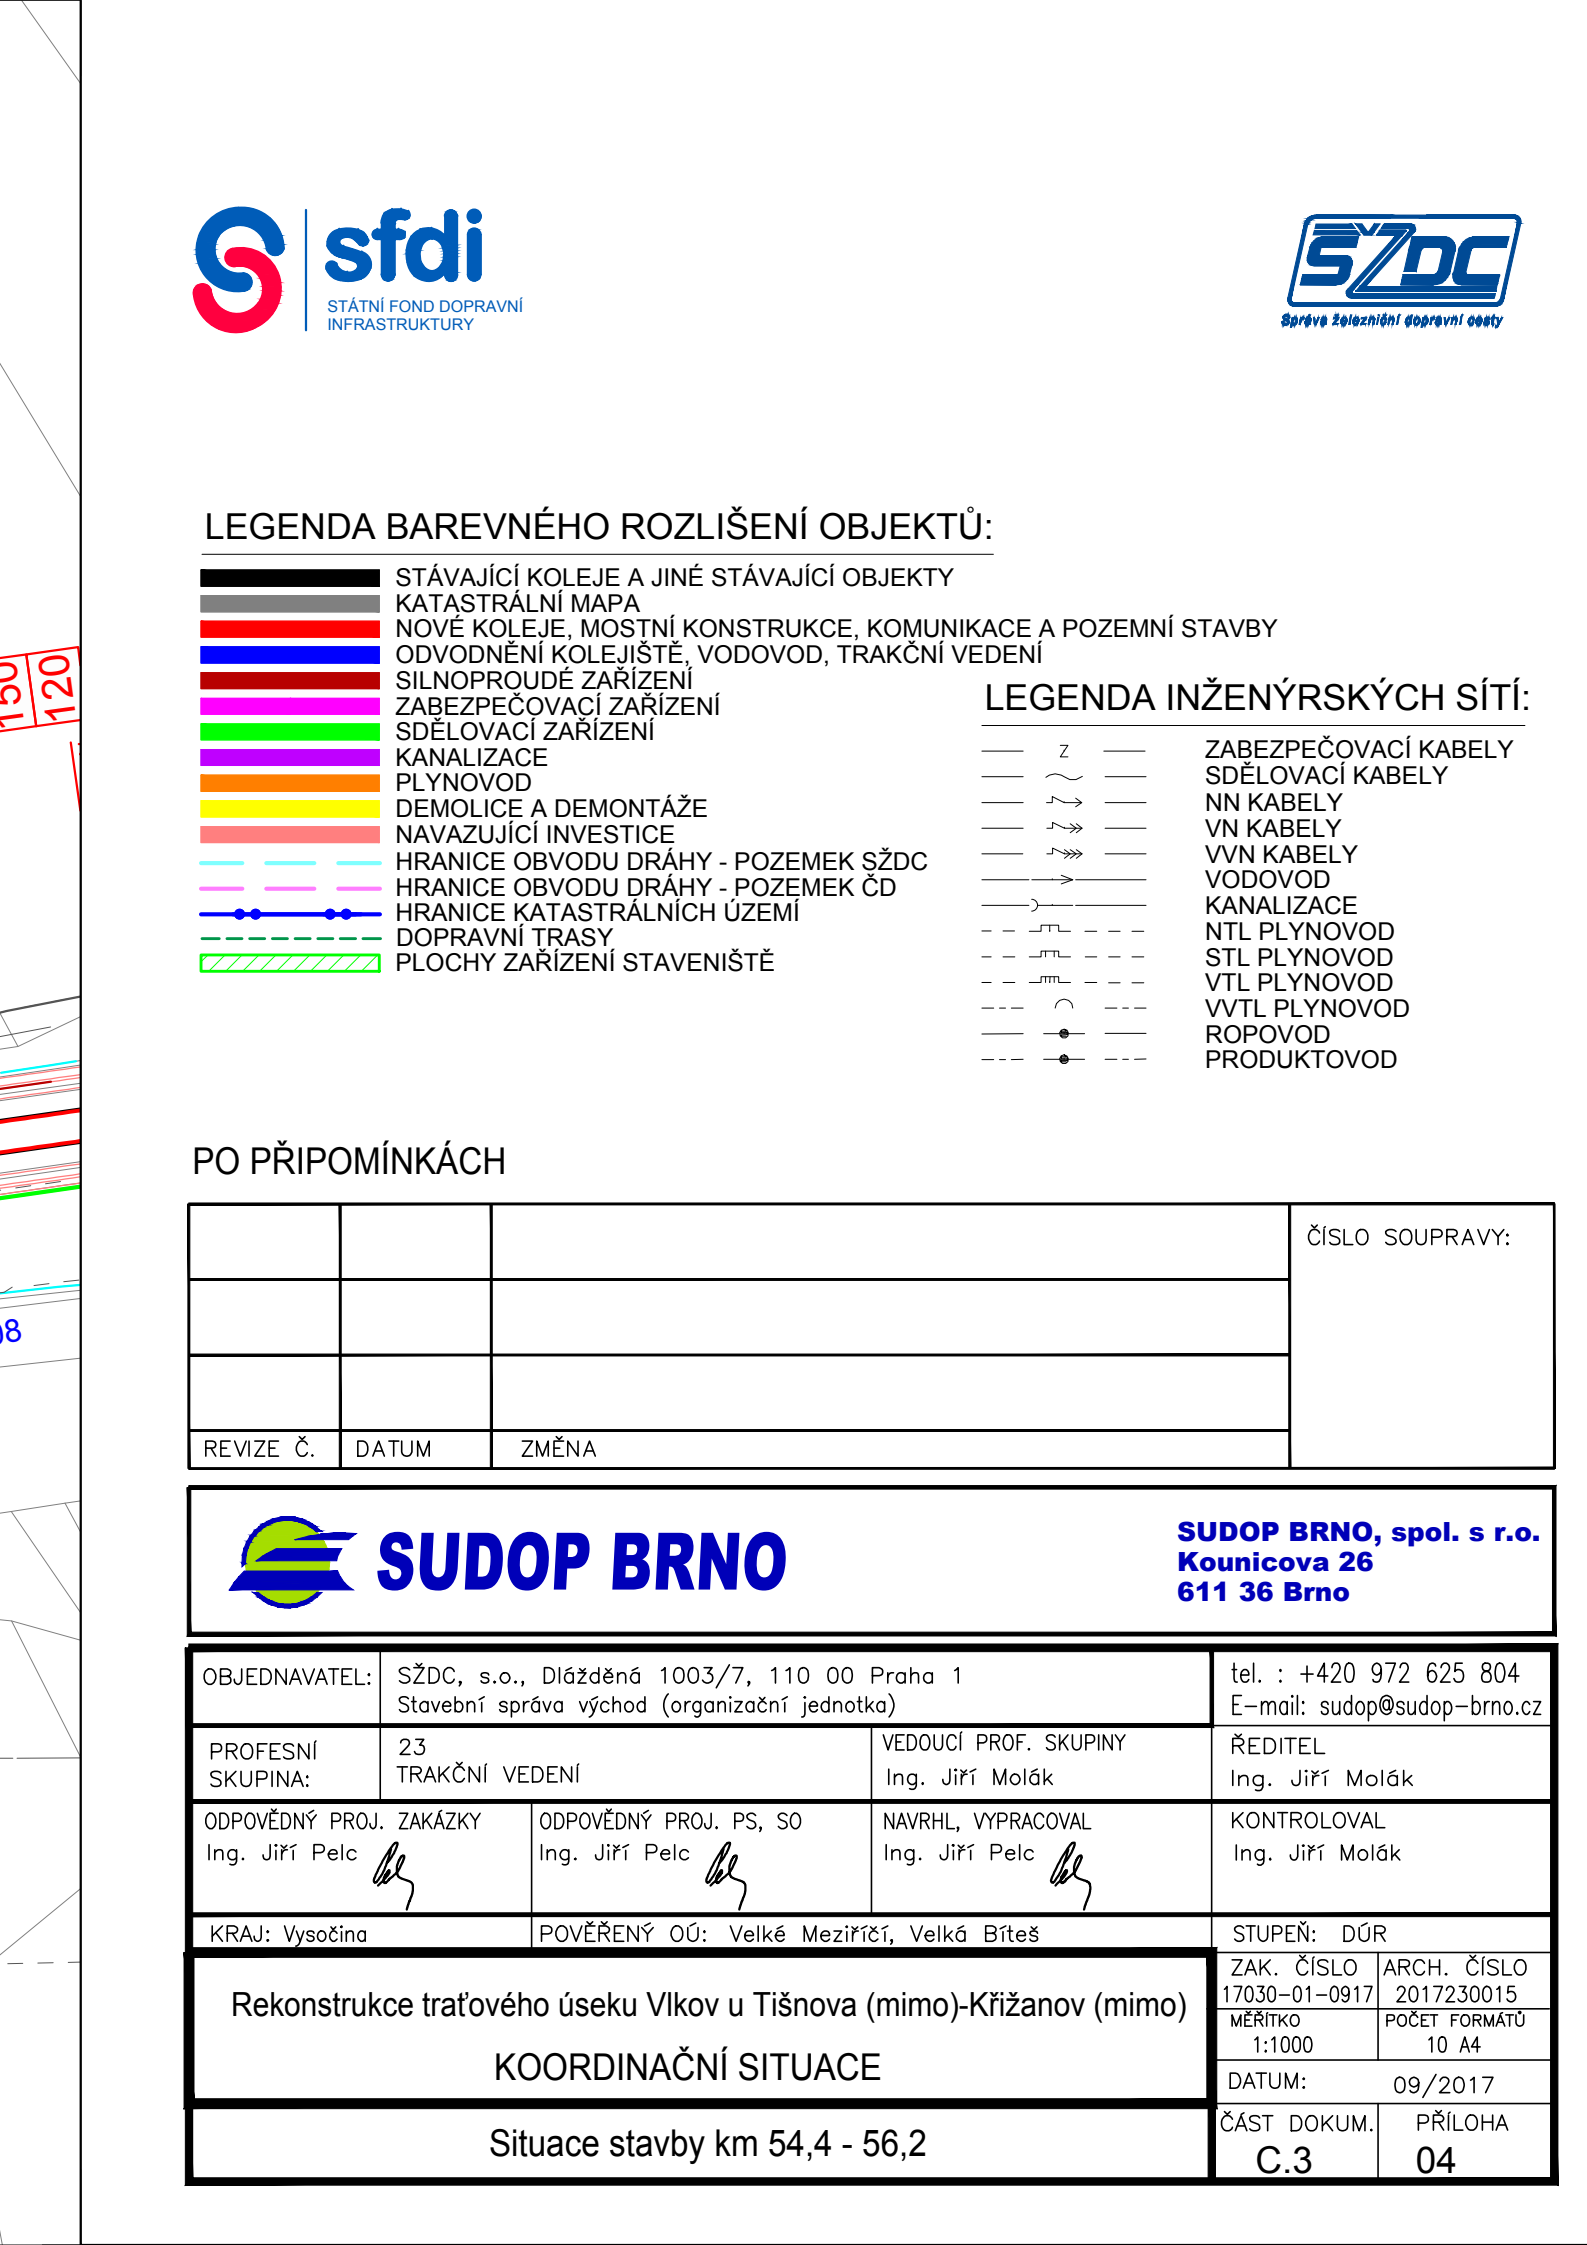 sfdi
STÁTNÍ FOND DOPRAVNÍ
INFRASTRUKTURY
SŽDC
Správa železniční dopravní cesty
LEGENDA BAREVNÉHO ROZLIŠENÍ OBJEKTŮ:
STÁVAJÍCÍ KOLEJE A JINÉ STÁVAJÍCÍ OBJEKTY
KATASTRÁLNÍ MAPA
NOVÉ KOLEJE, MOSTNÍ KONSTRUKCE, KOMUNIKACE A POZEMNÍ STAVBY
ODVODNĚNÍ KOLEJIŠTĚ, VODOVOD, TRAKČNÍ VEDENÍ
SILNOPROUDÉ ZAŘÍZENÍ
ZABEZPEČOVACÍ ZAŘÍZENÍ
SDĚLOVACÍ ZAŘÍZENÍ
KANALIZACE
PLYNOVOD
DEMOLICE A DEMONTÁŽE
NAVAZUJÍCÍ INVESTICE
HRANICE OBVODU DRÁHY - POZEMEK SŽDC
HRANICE OBVODU DRÁHY - POZEMEK ČD
HRANICE KATASTRÁLNÍCH ÚZEMÍ
DOPRAVNÍ TRASY
PLOCHY ZAŘÍZENÍ STAVENIŠTĚ
LEGENDA INŽENÝRSKÝCH SÍTÍ:
Z ZABEZPEČOVACÍ KABELY
SDĚLOVACÍ KABELY
NN KABELY
VN KABELY
VVN KABELY
VODOVOD
KANALIZACE
NTL PLYNOVOD
STL PLYNOVOD
VTL PLYNOVOD
VVTL PLYNOVOD
ROPOVOD
PRODUKTOVOD
150
120
08
PO PŘIPOMÍNKÁCH
ČÍSLO SOUPRAVY:
REVIZE Č. DATUM ZMĚNA
SUDOP BRNO
SUDOP BRNO, spol. s r.o.
Kounicova 26
611 36 Brno
OBJEDNAVATEL: SŽDC, s.o., Dlážděná 1003/7, 110 00 Praha 1
Stavební správa východ (organizační jednotka)
tel. : +420 972 625 804
E-mail: sudop@sudop-brno.cz
PROFESNÍ SKUPINA:
23
TRAKČNÍ VEDENÍ
VEDOUCÍ PROF. SKUPINY
Ing. Jiří Molák
ŘEDITEL
Ing. Jiří Molák
ODPOVĚDNÝ PROJ. ZAKÁZKY
Ing. Jiří Pelc
ODPOVĚDNÝ PROJ. PS, SO
Ing. Jiří Pelc
NAVRHL, VYPRACOVAL
Ing. Jiří Pelc
KONTROLOVAL
Ing. Jiří Molák
KRAJ: Vysočina
POVĚŘENÝ OÚ: Velké Meziříčí, Velká Bíteš
STUPEŇ: DÚR
Rekonstrukce traťového úseku Vlkov u Tišnova (mimo)-Křižanov (mimo)
KOORDINAČNÍ SITUACE
ZAK. ČÍSLO
17030-01-0917
ARCH. ČÍSLO
2017230015
MĚŘÍTKO
1:1000
POČET FORMÁTŮ
10 A4
DATUM: 09/2017
Situace stavby km 54,4 - 56,2
ČÁST DOKUM.
C.3
PŘÍLOHA
04